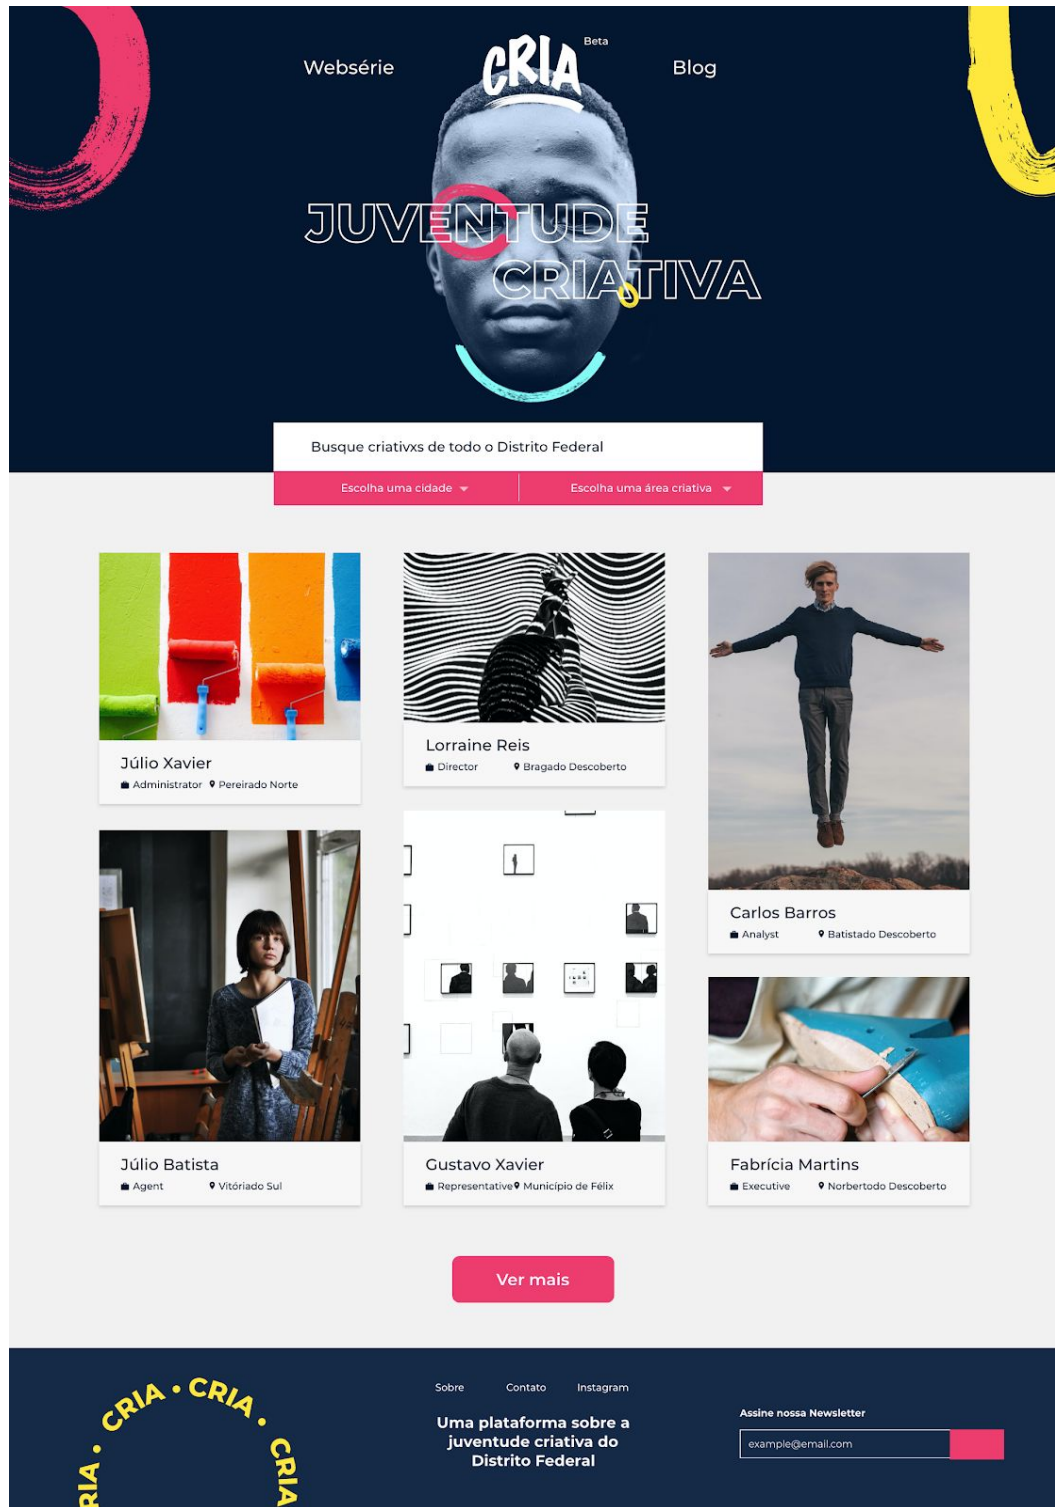 Websérie
CRIA
Beta
Blog
JUVENTUDE
CRIATIVA
Busque criativxs de todo o Distrito Federal
Escolha uma cidade
Escolha uma área criativa
Júlio Xavier
Administrator Pereirado Norte
Lorraine Reis
Director Bragado Descoberto
Carlos Barros
Analyst Batistado Descoberto
Júlio Batista
Agent Vitóriado Sul
Gustavo Xavier
Representative Município de Félix
Fabrícia Martins
Executive Norbertodo Descoberto
Ver mais
CRIA • CRIA • CRIA
RIA •
Sobre Contato Instagram
Uma plataforma sobre a
juventude criativa do
Distrito Federal
Assine nossa Newsletter
example@email.com